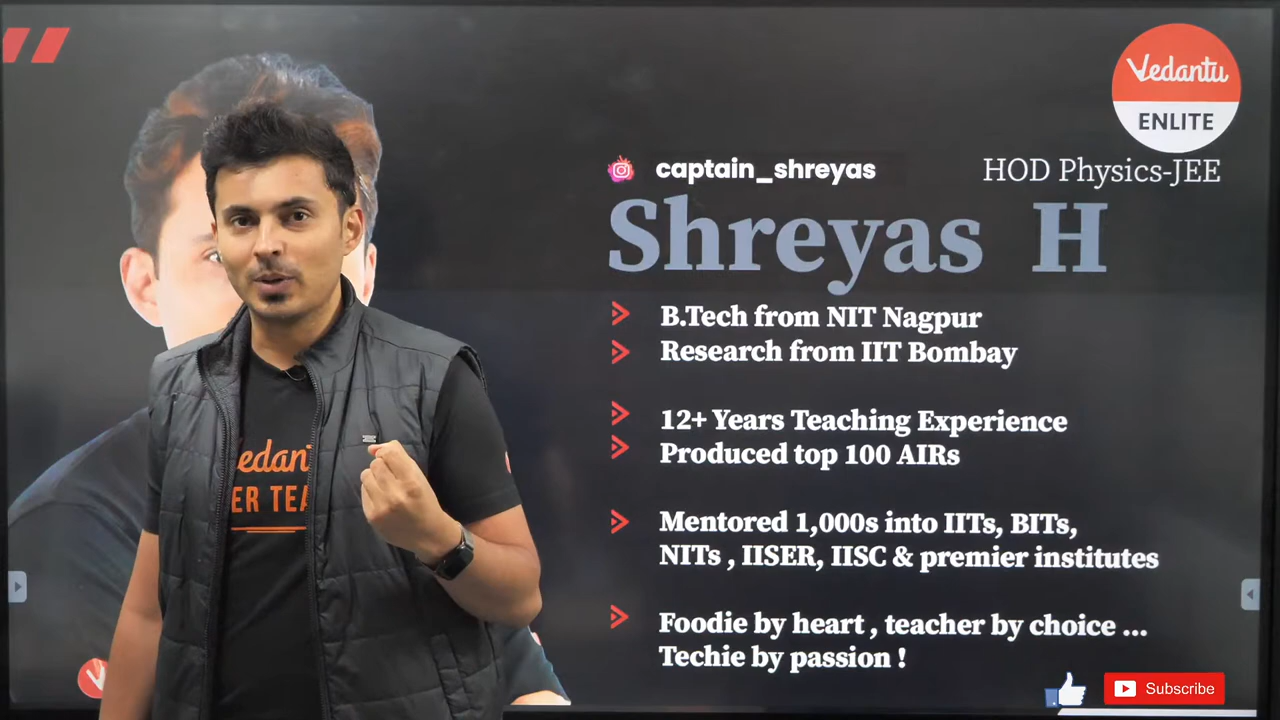 Vedantu
ENLITE
captain_shreyas
HOD Physics-JEE
Shreyas H
B.Tech from NIT Nagpur
Research from IIT Bombay
12+ Years Teaching Experience
Produced top 100 AIRs
Mentored 1,000s into IITs, BITs,
NITs , IISER, IISC & premier institutes
Foodie by heart , teacher by choice ...
Techie by passion !
Subscribe